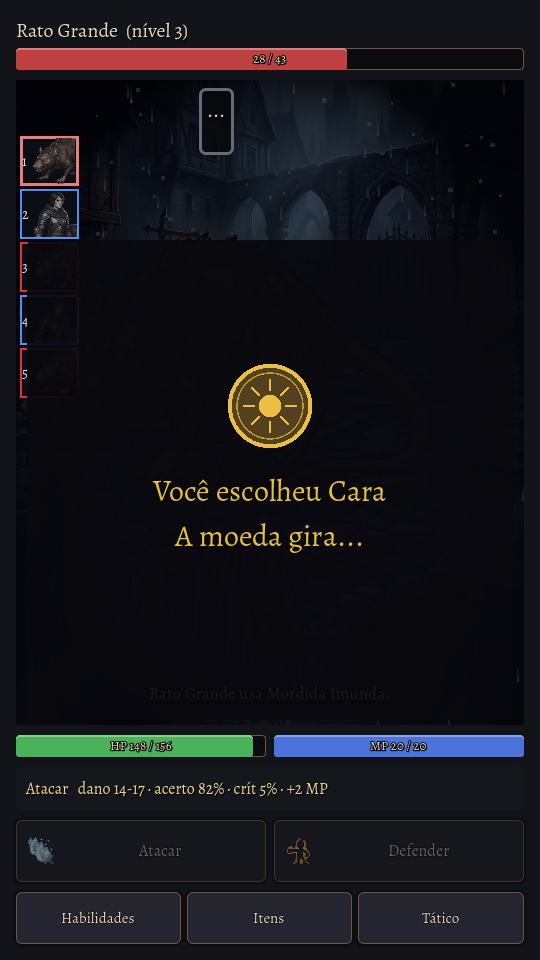 Rato Grande (nível 3)
28 / 43
...
1
2
3
4
5
Você escolheu Cara
A moeda gira...
Rato Grande usa Mordida Imunda.
HP 148 / 156
MP 20 / 20
Atacar dano 14-17 · acerto 82% · crít 5% · +2 MP
Atacar
Defender
Habilidades
Itens
Tático